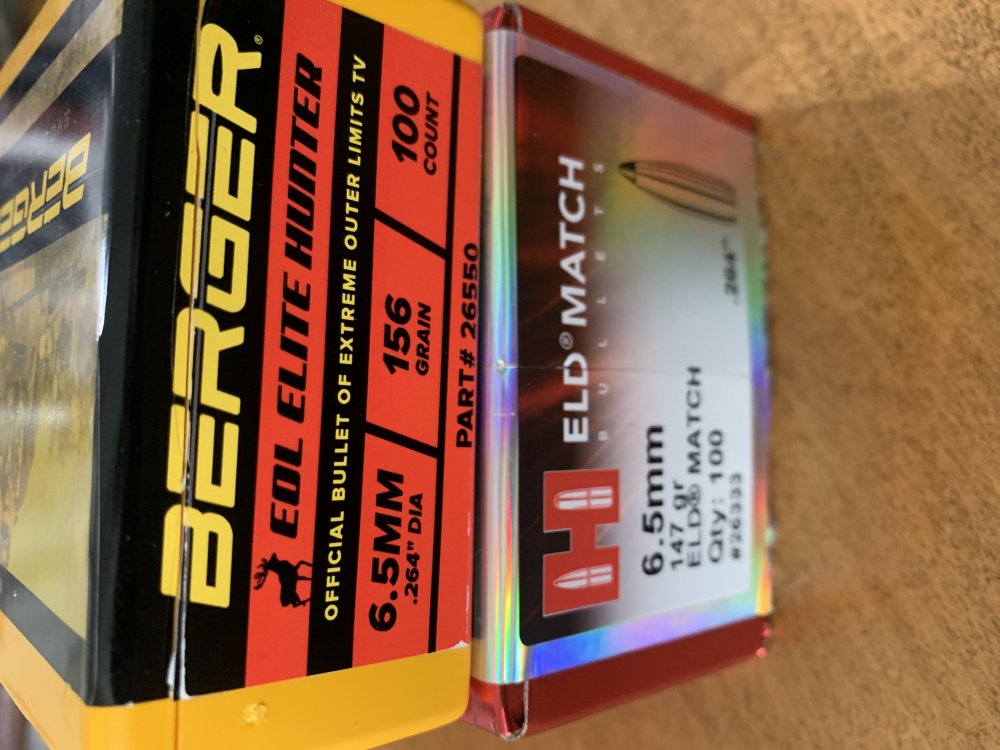 BERGER
BERGER®
EOL ELITE HUNTER
OFFICIAL BULLET OF EXTREME OUTER LIMITS TV
6.5MM
.264" DIA
156
GRAIN
100
COUNT
PART# 26550
H
ELD® MATCH
BULLETS
6.5mm
147 gr
ELD® MATCH
Qty: 100
#26333
.264"